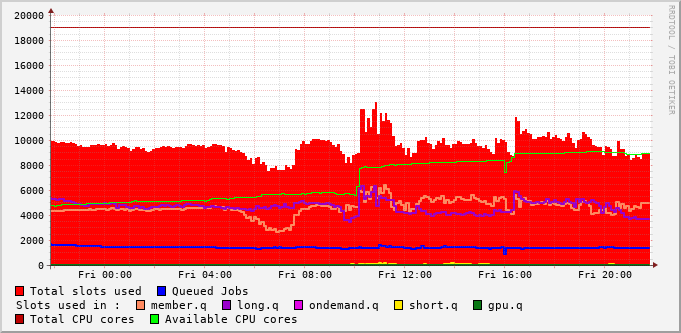 20000
18000
16000
14000
12000
10000
8000
6000
4000
2000
0
Fri 00:00 Fri 04:00 Fri 08:00 Fri 12:00 Fri 16:00 Fri 20:00
RRDTOOL / TOBI OETIKER
Total slots used Queued Jobs
Slots used in : member.q long.q ondemand.q short.q gpu.q
Total CPU cores Available CPU cores